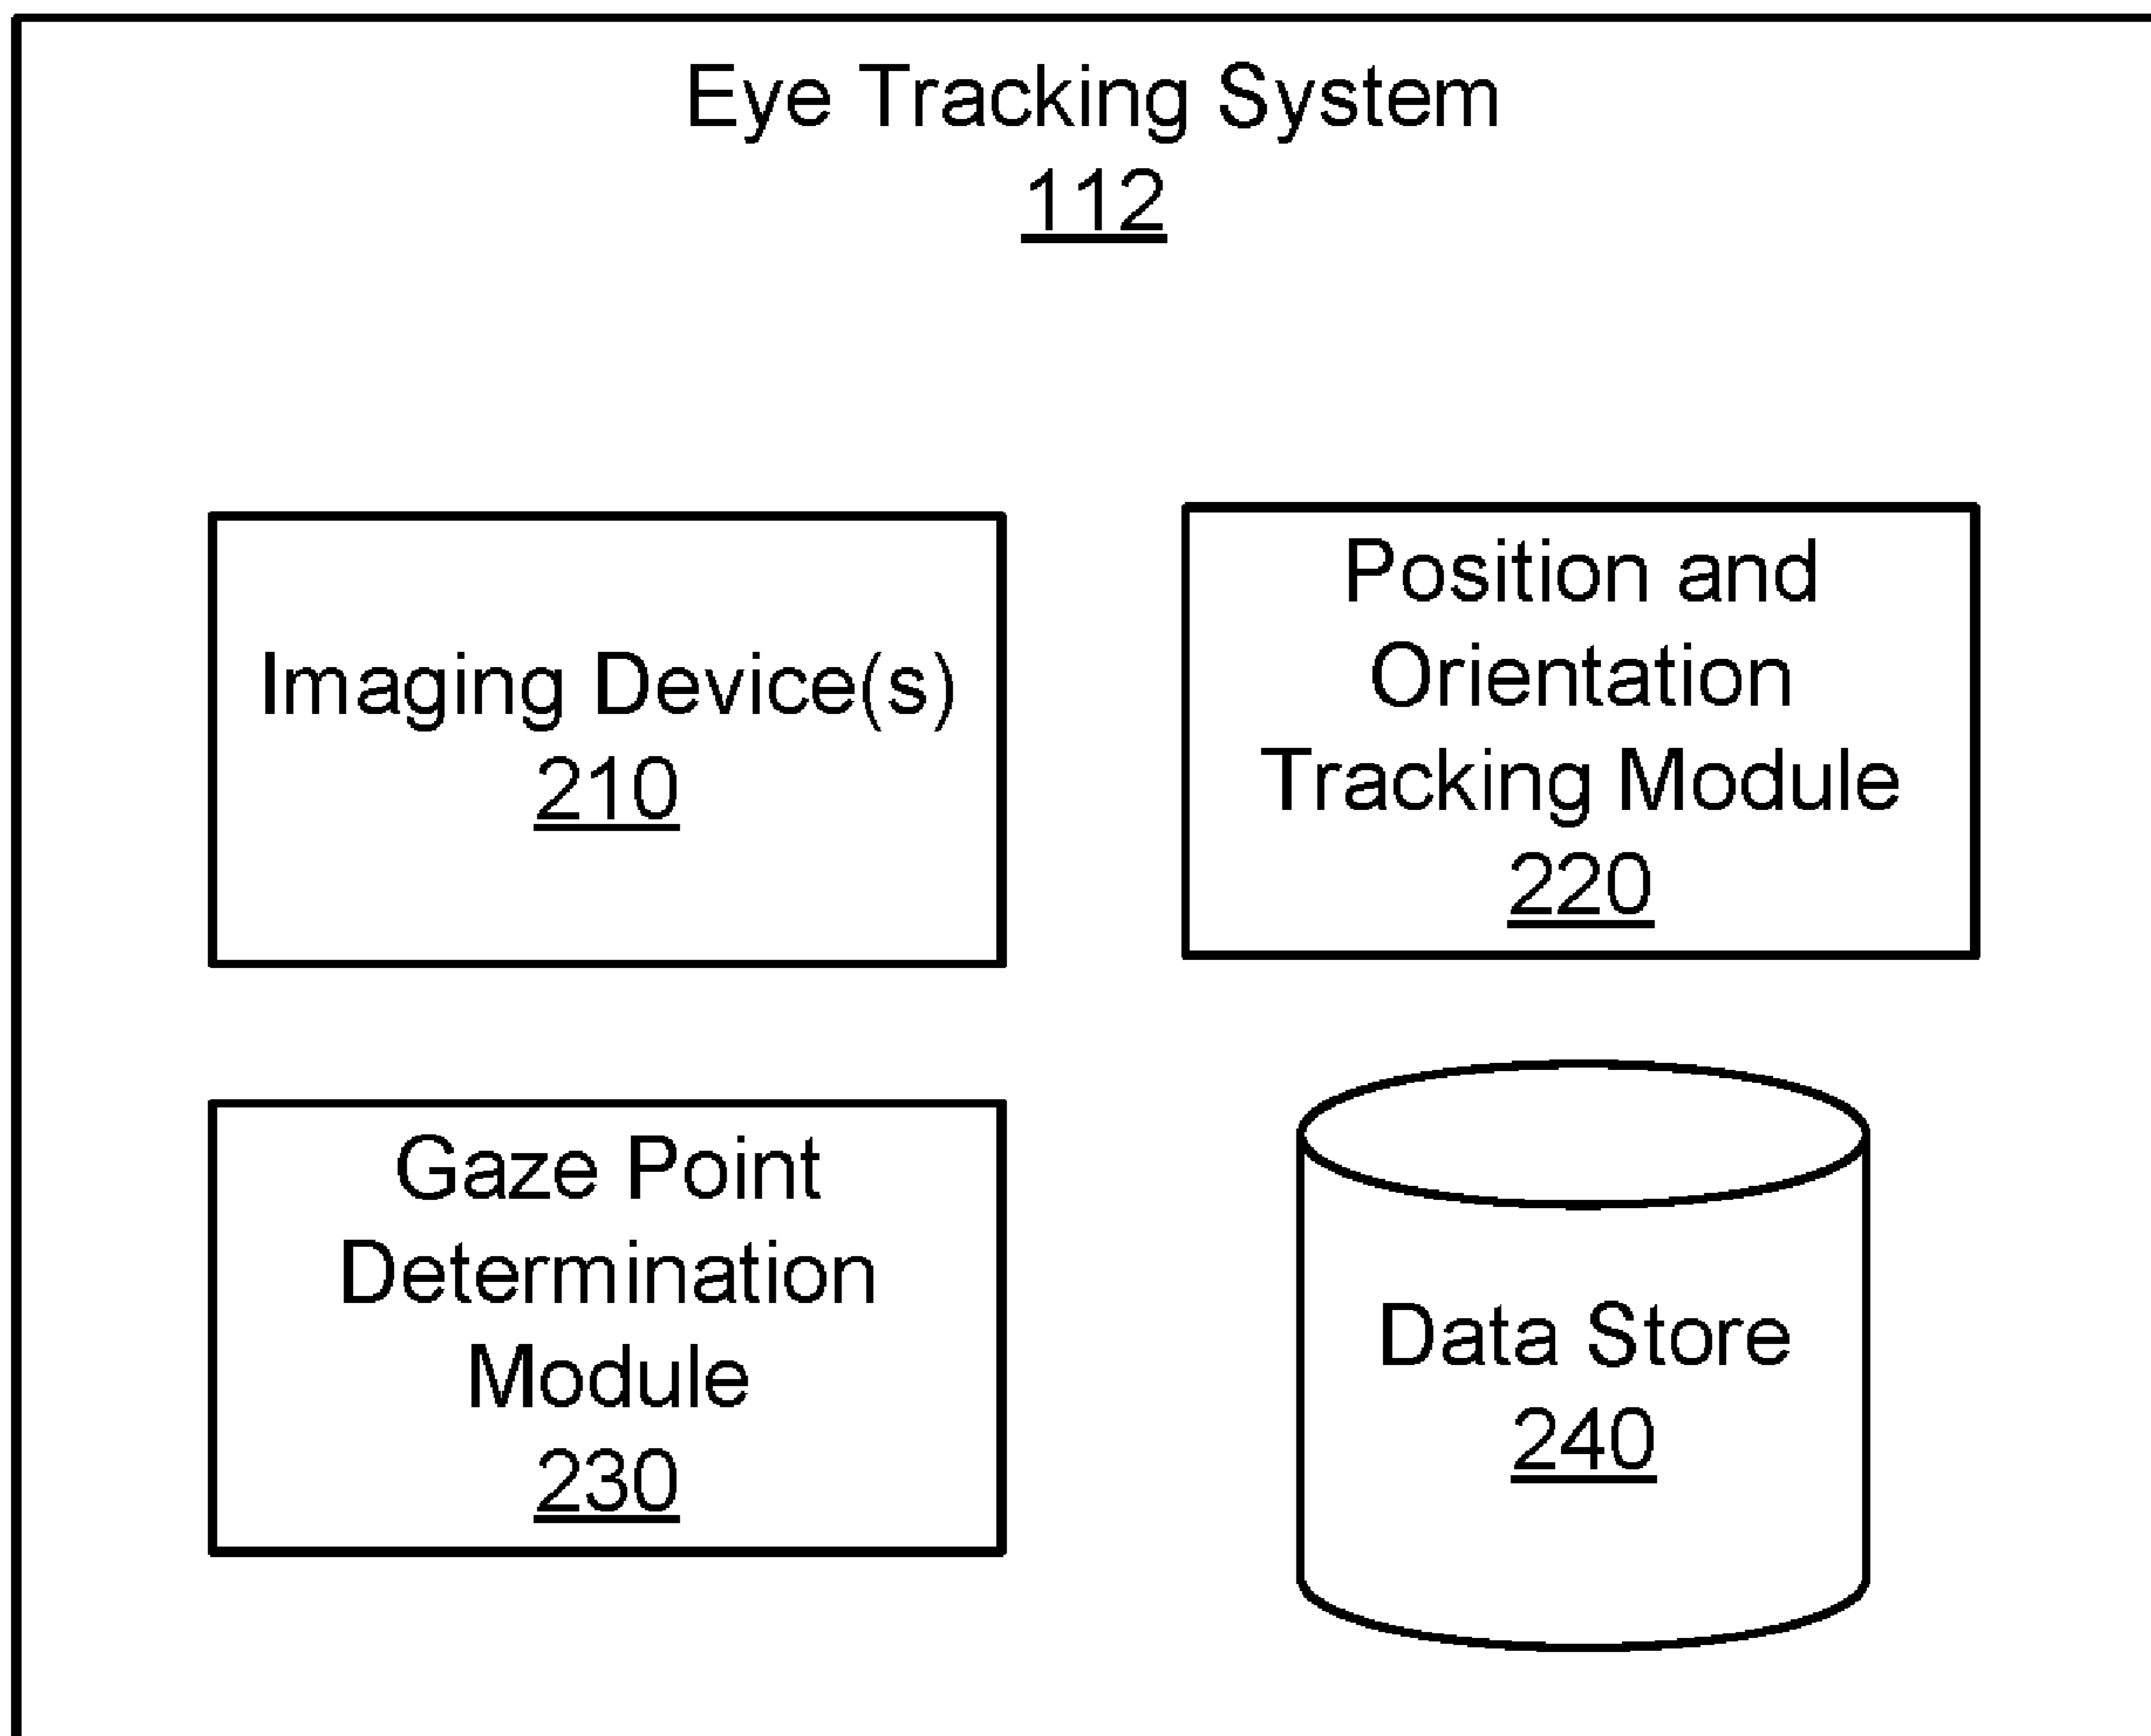 Eye Tracking System
112
Imaging Device(s)
210
Position and
Orientation
Tracking Module
220
Gaze Point
Determination
Module
230
Data Store
240